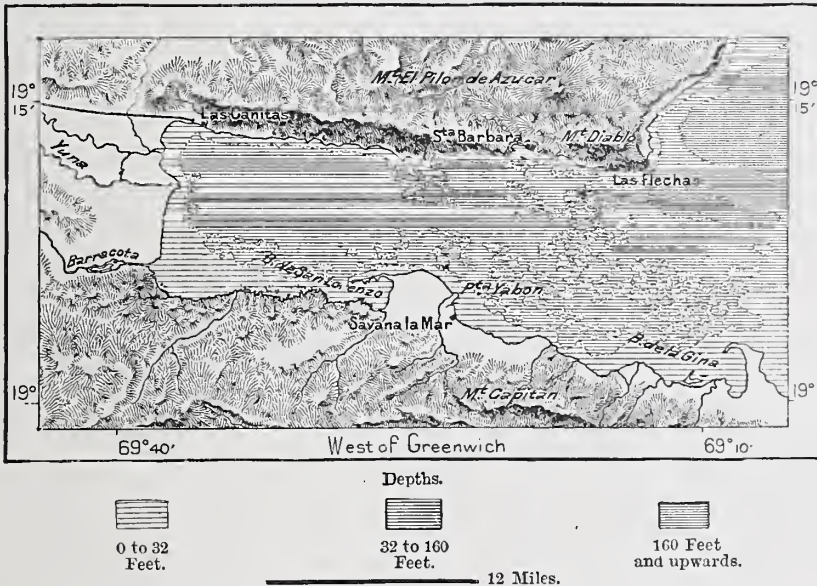 Mt. El Pilon de Azucar
19°
15'
19°
15'
Las Canitas
Sta Barbara
Mt. Diablo
Yuna
Las Flechas
Barracota
B. de San Lorenzo
pta Yabon
Savana la Mar
B. de la Gina
19°
19°
Mt. Capitan
69° 40'
West of Greenwich
69° 10'
Depths.
0 to 32
Feet.
32 to 160
Feet.
160 Feet
and upwards.
12 Miles.